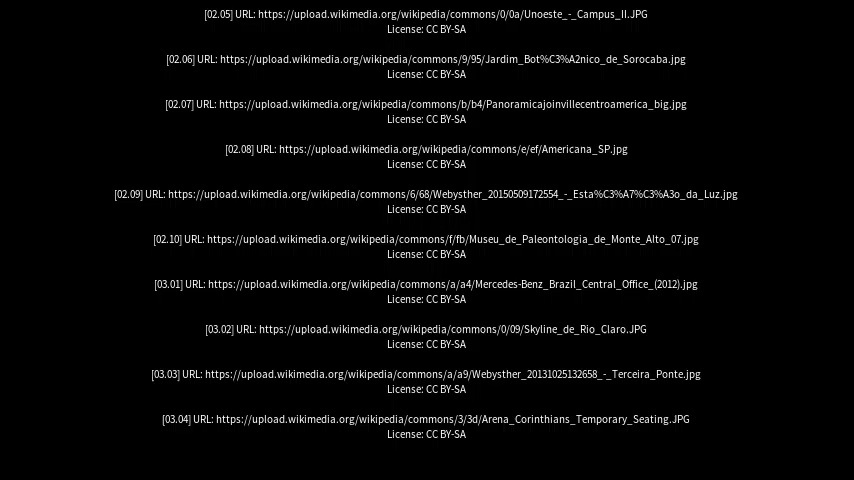 [02.05] URL: https://upload.wikimedia.org/wikipedia/commons/0/0a/Unoeste_-_Campus_II.JPG
License: CC BY-SA
[02.06] URL: https://upload.wikimedia.org/wikipedia/commons/9/95/Jardim_Bot%C3%A2nico_de_Sorocaba.jpg
License: CC BY-SA
[02.07] URL: https://upload.wikimedia.org/wikipedia/commons/b/b4/Panoramicajoinvillecentroamerica_big.jpg
License: CC BY-SA
[02.08] URL: https://upload.wikimedia.org/wikipedia/commons/e/ef/Americana_SP.jpg
License: CC BY-SA
[02.09] URL: https://upload.wikimedia.org/wikipedia/commons/6/68/Webysther_20150509172554_-_Esta%C3%A7%C3%A3o_da_Luz.jpg
License: CC BY-SA
[02.10] URL: https://upload.wikimedia.org/wikipedia/commons/f/fb/Museu_de_Paleontologia_de_Monte_Alto_07.jpg
License: CC BY-SA
[03.01] URL: https://upload.wikimedia.org/wikipedia/commons/a/a4/Mercedes-Benz_Brazil_Central_Office_(2012).jpg
License: CC BY-SA
[03.02] URL: https://upload.wikimedia.org/wikipedia/commons/0/09/Skyline_de_Rio_Claro.JPG
License: CC BY-SA
[03.03] URL: https://upload.wikimedia.org/wikipedia/commons/a/a9/Webysther_20131025132658_-_Terceira_Ponte.jpg
License: CC BY-SA
[03.04] URL: https://upload.wikimedia.org/wikipedia/commons/3/3d/Arena_Corinthians_Temporary_Seating.JPG
License: CC BY-SA